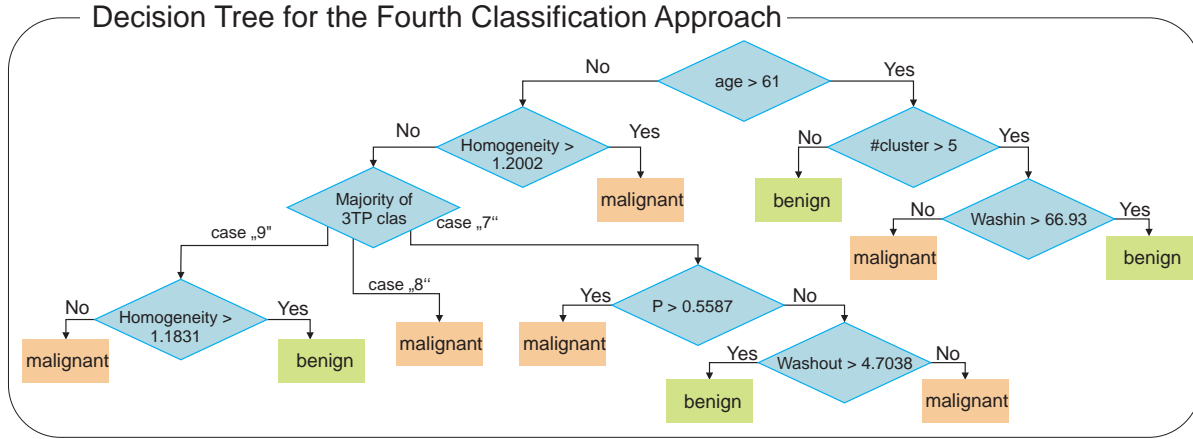 Decision Tree for the Fourth Classification Approach
No
age > 61
Yes
No
Homogeneity >
1.2002
Yes
No
#cluster > 5
Yes
malignant
benign
Majority of
3TP clas
case „9"
case „8“
case „7“
No
Washin > 66.93
Yes
malignant
benign
No
Homogeneity >
1.1831
Yes
malignant
benign
malignant
Yes
P > 0.5587
No
malignant
Yes
Washout > 4.7038
No
benign
malignant